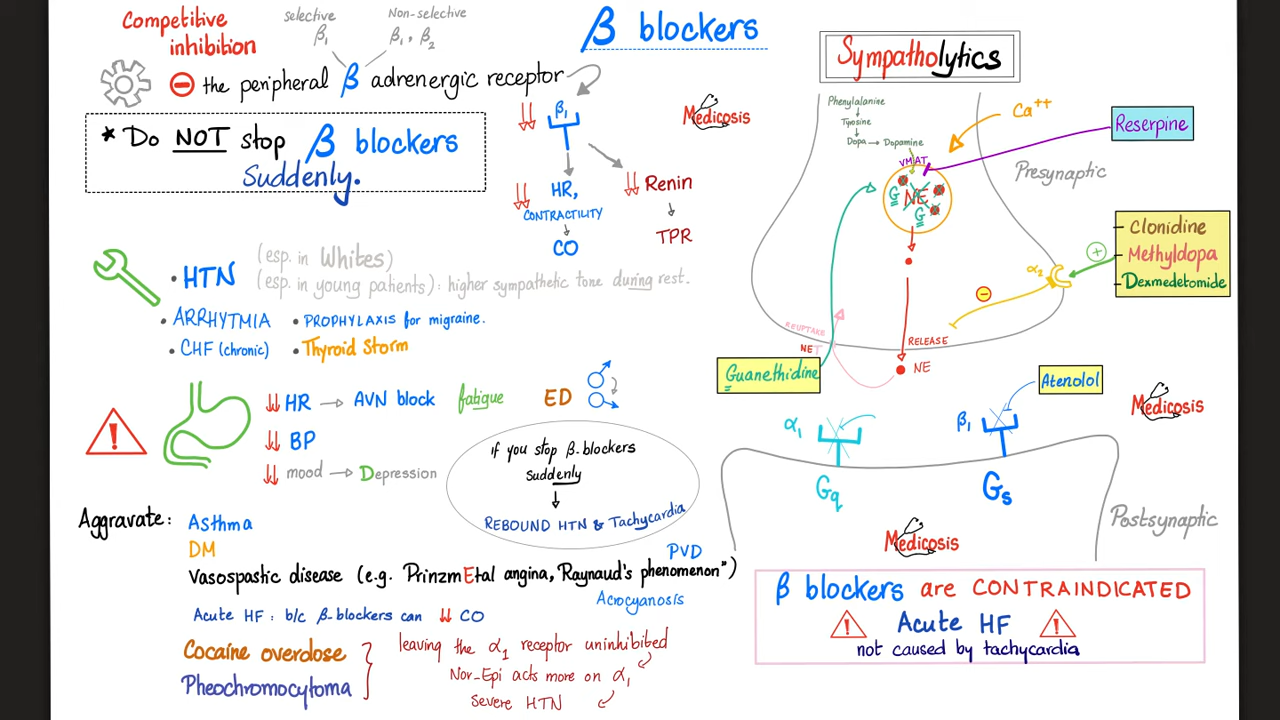 Competitive
inhibition
selective
β₁
Non-selective
β₁, β₂
β blockers
⊖ the peripheral β adrenergic receptor
* Do NOT stop β blockers
Suddenly.
β₁
HR,
CONTRACTILITY
CO
Renin
TPR
Medicosis
• HTN (esp. in Whites)
(esp. in young patients): higher sympathetic tone during rest.
• ARRHYTMIA • PROPHYLAXIS for migraine.
• CHF (chronic) • Thyroid Storm
↓↓ HR → AVN block fatigue ED
↓↓ BP
↓↓ mood → Depression
if you stop β-blockers
Suddenly
↓
REBOUND HTN & Tachycardia
Aggravate: Asthma
DM
PVD
Vasospastic disease (e.g. PrinzmEtal angina, Raynaud's phenomenon")
Acrocyanosis
Acute HF: b/c β-blockers can ↓↓ CO
Cocaine overdose
Pheochromocytoma
leaving the α₁ receptor uninhibited
Nor-Epi acts more on α₁
Severe HTN
Sympatholytics
Phenylalanine
Tyrosine
Dopa → Dopamine
VMAT
Ca⁺⁺
Reserpine
Presynaptic
G NE
G
Clonidine
Methyldopa
Dexmedetomide
⊕
α₂
⊖
REUPTAKE
NET
RELEASE
NE
Guanethidine
Atenolol
Medicosis
α₁
β₁
Gq
Gs
Postsynaptic
Medicosis
β blockers are CONTRAINDICATED
Acute HF
not caused by tachycardia